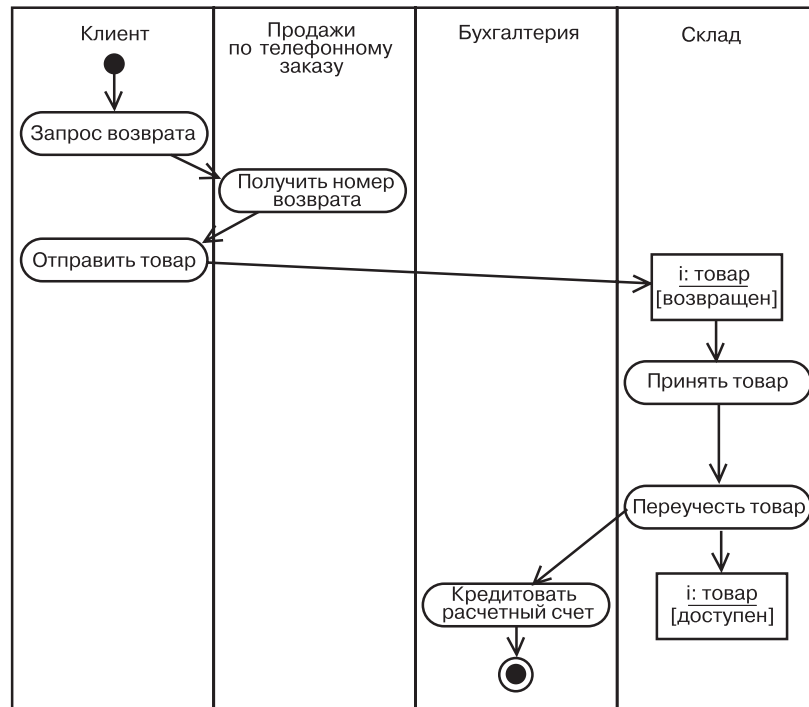 Клиент
Продажи
по телефонному
заказу
Бухгалтерия
Склад
Запрос возврата
Получить номер
возврата
Отправить товар
i: товар
[возвращен]
Принять товар
Переучесть товар
Кредитовать
расчетный счет
i: товар
[доступен]